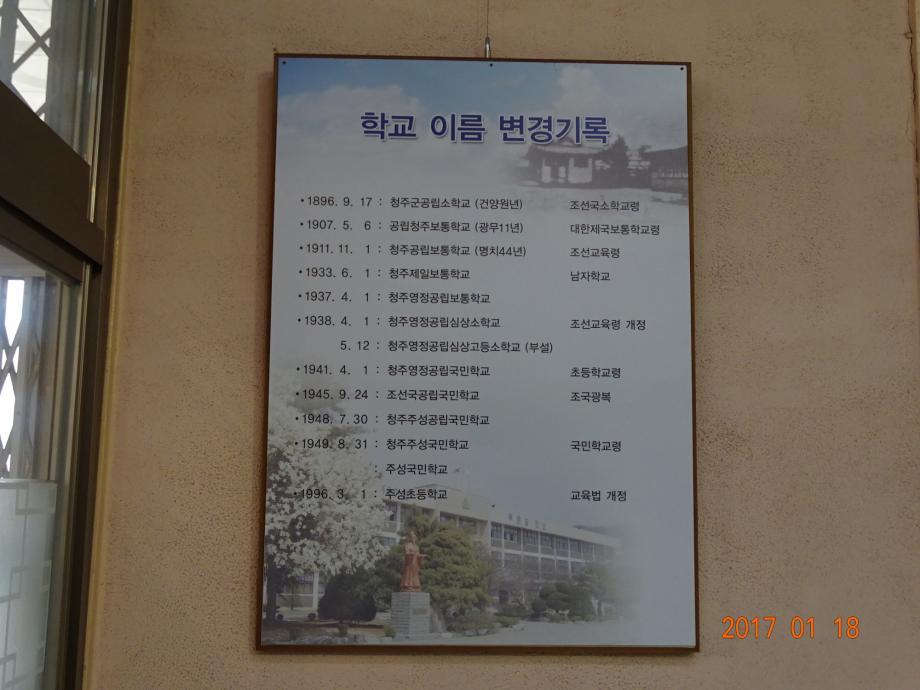 학교 이름 변경기록
•1896. 9. 17 : 청주군공립소학교 (건양원년) 조선국소학교령
•1907. 5. 6 : 공립청주보통학교 (광무11년) 대한제국보통학교령
•1911. 11. 1 : 청주공립보통학교 (명치44년) 조선교육령
•1933. 6. 1 : 청주제일보통학교 남자학교
•1937. 4. 1 : 청주영정공립보통학교
•1938. 4. 1 : 청주영정공립심상소학교 조선교육령 개정
5. 12 : 청주영정공립심상고등소학교 (부설)
•1941. 4. 1 : 청주영정공립국민학교 초등학교령
•1945. 9. 24 : 조선국공립국민학교 조국광복
•1948. 7. 30 : 청주주성공립국민학교
•1949. 8. 31 : 청주주성국민학교 국민학교령
: 주성국민학교
•1996. 3. 1 : 주성초등학교 교육법 개정
2017 01 18